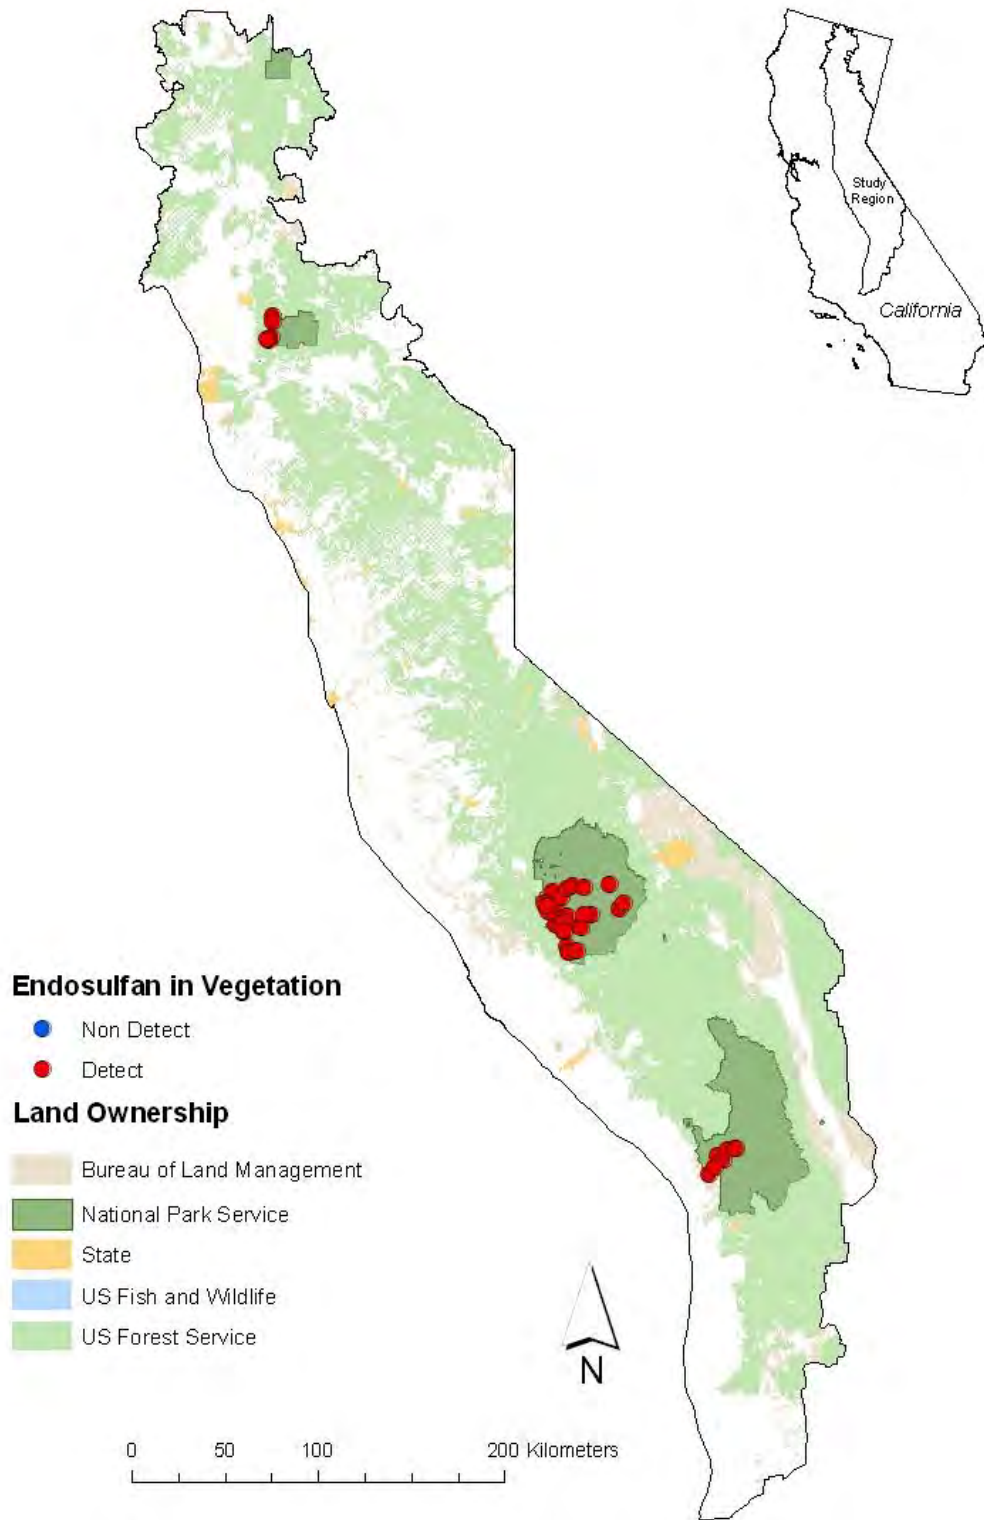 Study
Region
California
Endosulfan in Vegetation
Non Detect
Detect
Land Ownership
Bureau of Land Management
National Park Service
State
US Fish and Wildlife
US Forest Service
N
0 50 100 200 Kilometers